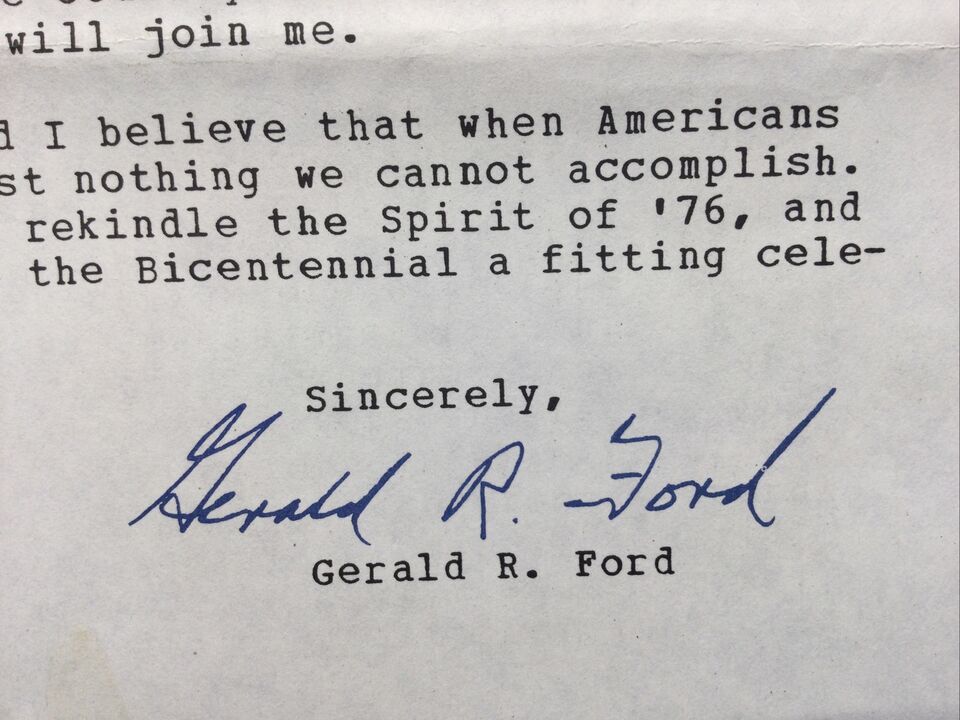 will join me.
I believe that when Americans
nothing we cannot accomplish.
rekindle the Spirit of '76, and
the Bicentennial a fitting cele-
Sincerely,
Gerald R. Ford
Gerald R. Ford